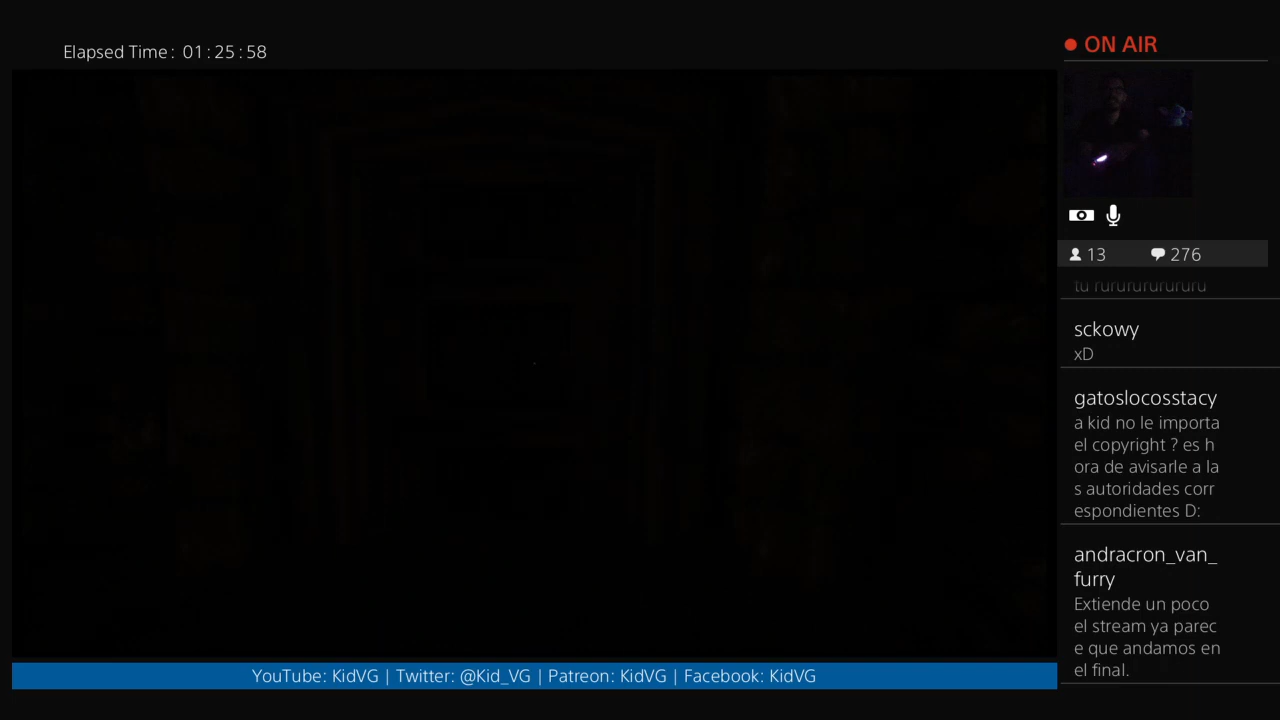 Elapsed Time: 01:25:58
ON AIR
13 276
tu rurururururururu
sckowy
xD
gatoslocosstacy
a kid no le importa
el copyright ? es h
ora de avisarle a la
s autoridades corr
espondientes D:
andracron_van_
furry
Extiende un poco
el stream ya parec
e que andamos en
el final.
YouTube: KidVG | Twitter: @Kid_VG | Patreon: KidVG | Facebook: KidVG